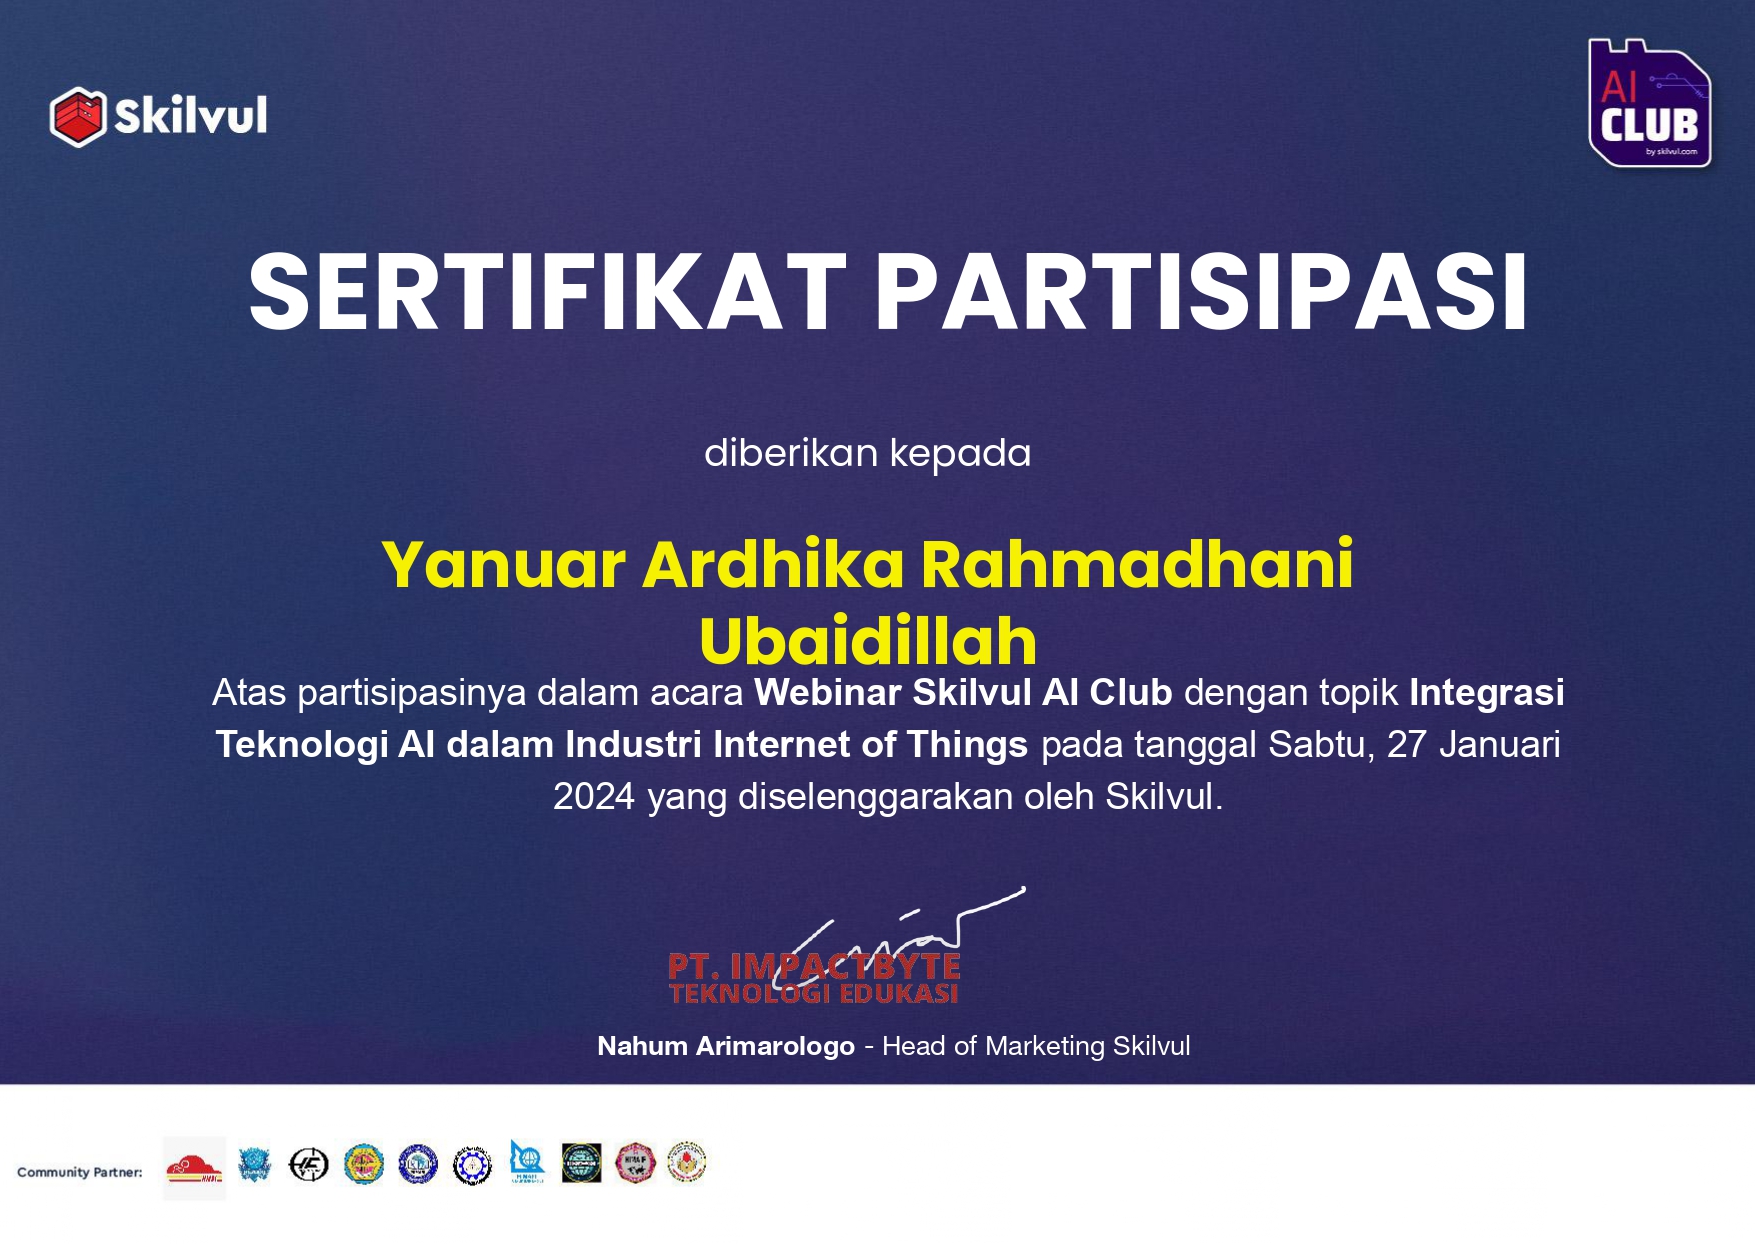 Skilvul
AI
CLUB
by skilvul.com
SERTIFIKAT PARTISIPASI
diberikan kepada
Yanuar Ardhika Rahmadhani
Ubaidillah
Atas partisipasinya dalam acara Webinar Skilvul AI Club dengan topik Integrasi
Teknologi AI dalam Industri Internet of Things pada tanggal Sabtu, 27 Januari
2024 yang diselenggarakan oleh Skilvul.
PT. IMPACTBYTE
TEKNOLOGI EDUKASI
Nahum Arimarologo - Head of Marketing Skilvul
Community Partner: